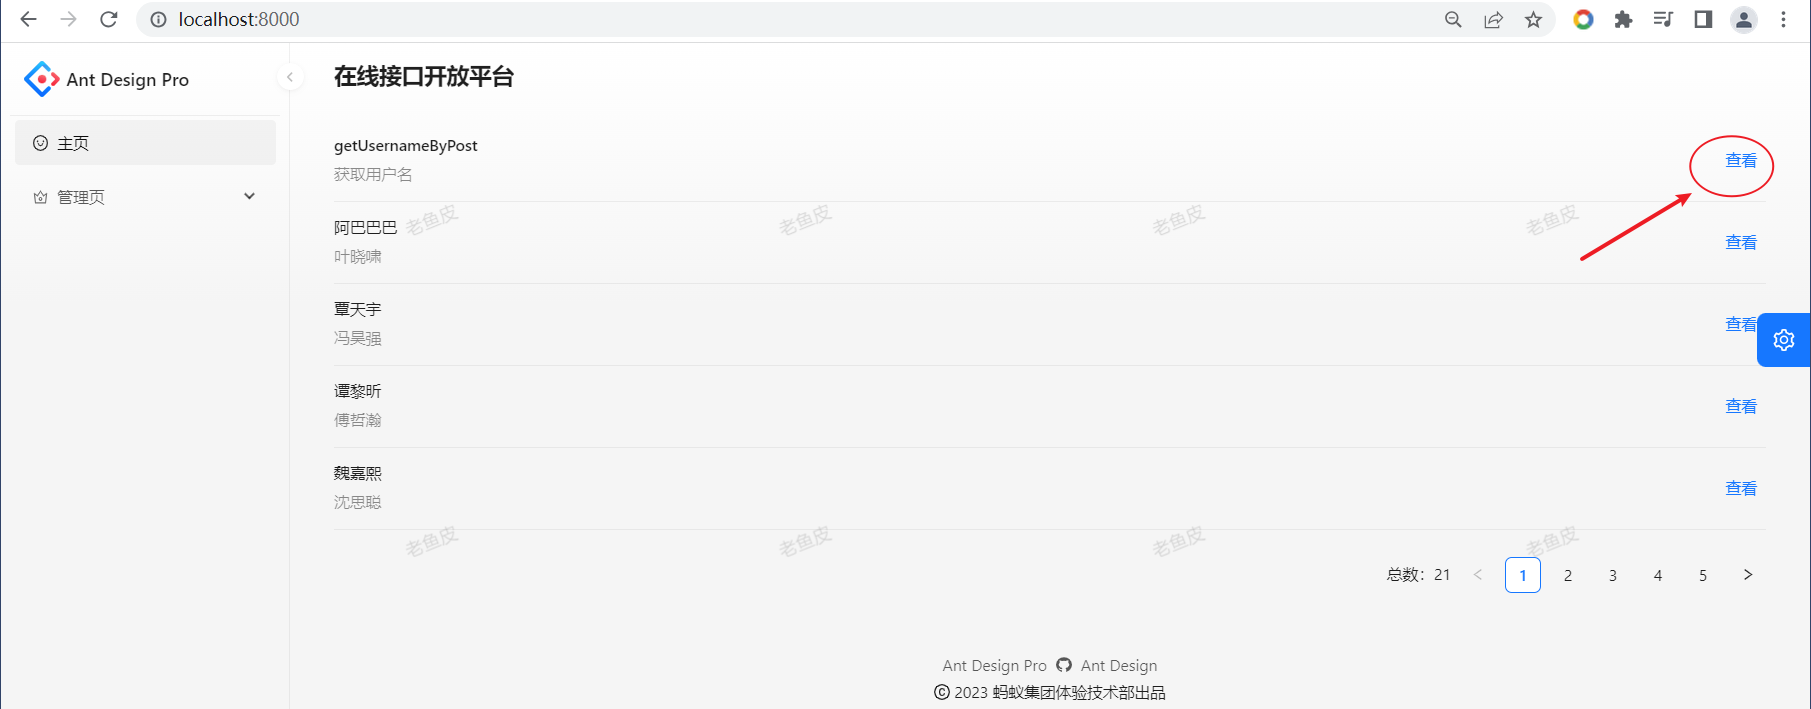 localhost:8000
Ant Design Pro
在线接口开放平台
主页
管理页
getUsernameByPost
获取用户名
查看
老鱼皮 老鱼皮 老鱼皮 老鱼皮
阿巴巴巴
叶晓啸
查看
覃天宇
冯昊强
查看
谭黎昕
傅哲瀚
查看
魏嘉熙
沈思聪
查看
老鱼皮 老鱼皮 老鱼皮 老鱼皮
总数：21 < 1 2 3 4 5 >
Ant Design Pro Ant Design
© 2023 蚂蚁集团体验技术部出品